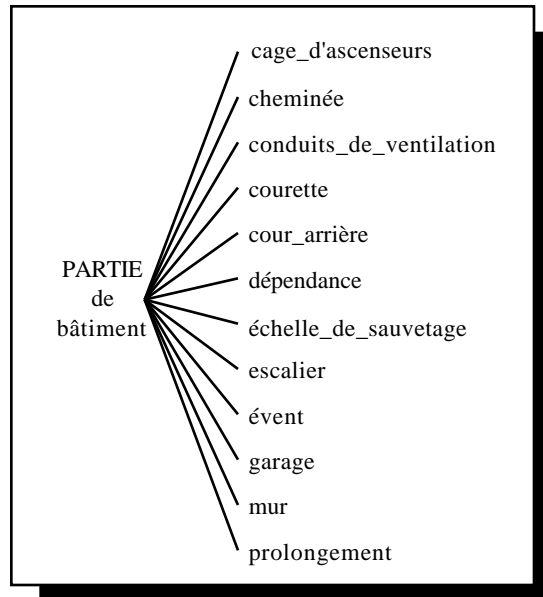 cage_d'ascenseurs
cheminée
conduits_de_ventilation
courette
cour_arrière
PARTIE
de
bâtiment
dépendance
échelle_de_sauvetage
escalier
évent
garage
mur
prolongement